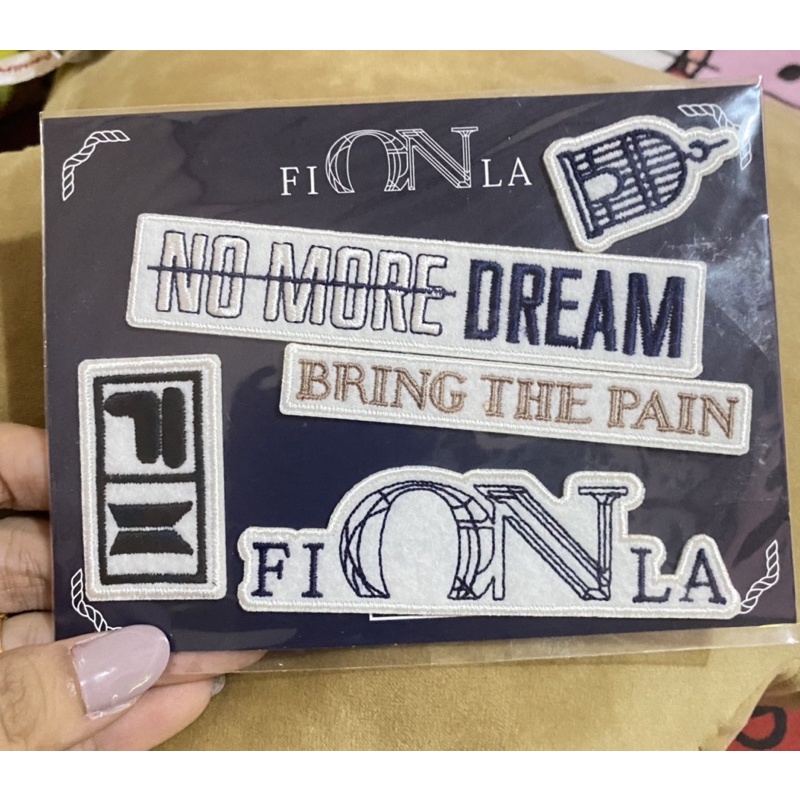 FIONLA
NO MORE DREAM
BRING THE PAIN
F
FIONLA